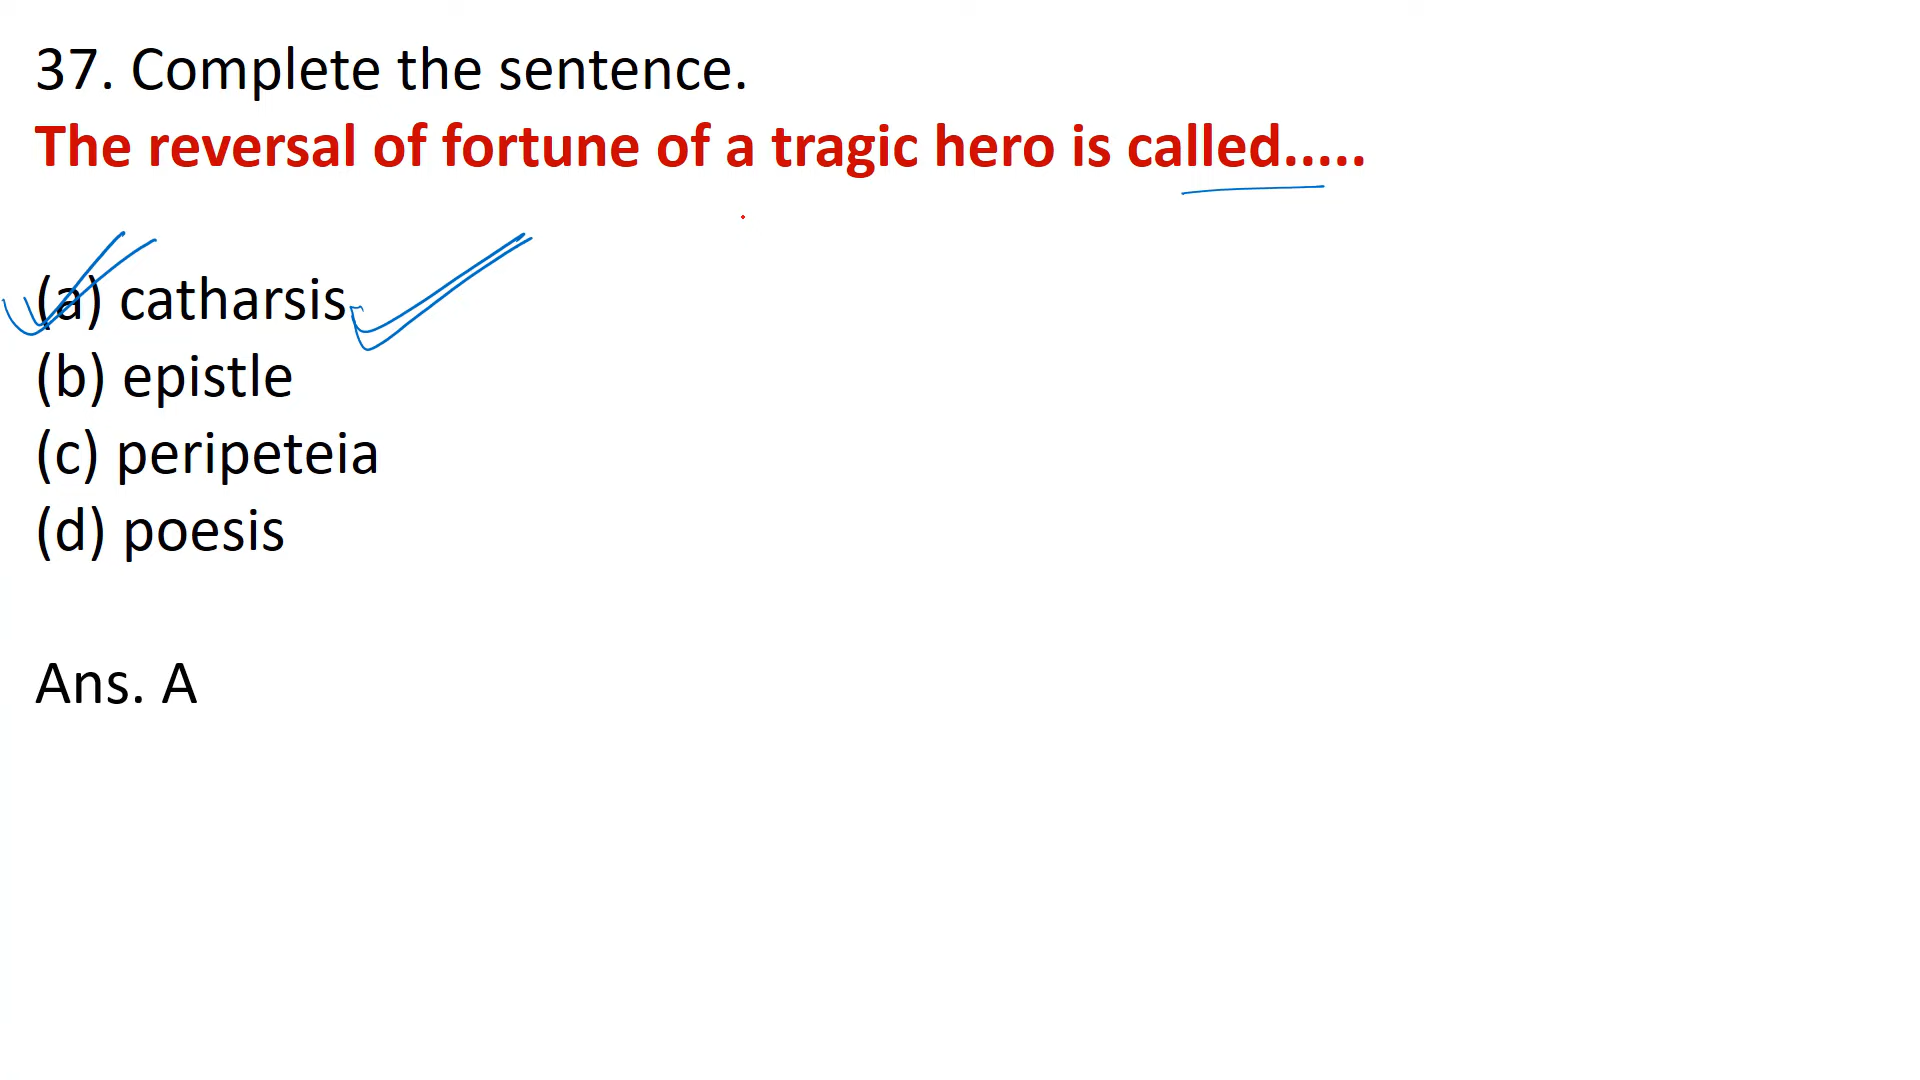 37. Complete the sentence.
The reversal of fortune of a tragic hero is called.....
(a) catharsis
(b) epistle
(c) peripeteia
(d) poesis
Ans. A